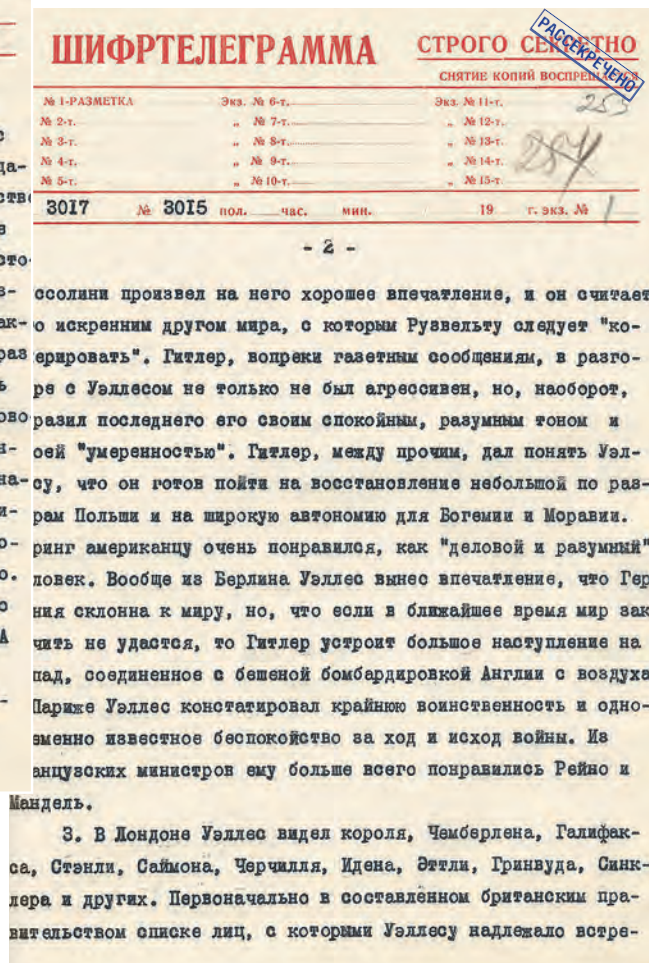 ШИФРТЕЛЕГРАММА
СТРОГО СЕКРЕТНО
РАССЕКРЕЧЕНО
СНЯТИЕ КОПИЙ ВОСПРЕЩАЕТСЯ
№ 1-РАЗМЕТКА Экз. № 6-т. Экз. № 11-т. 253
№ 2-т. „ № 7-т. „ № 12-т.
№ 3-т. „ № 8-т. „ № 13-т. 254
№ 4-т. „ № 9-т. „ № 14-т.
№ 5-т. „ № 10-т. „ № 15-т.
3017 № 3015 пол. час. мин. 19 г. экз. № 1
- 2 -
ссолини произвел на него хорошее впечатление, и он считает
о искренним другом мира, с которым Рузвельту следует "ко-
ерировать". Гитлер, вопреки газетным сообщениям, в разго-
ре с Уэллесом не только не был агрессивен, но, наоборот,
разил последнего его своим спокойным, разумным тоном и
оей "умеренностью". Гитлер, между прочим, дал понять Уэл-
су, что он готов пойти на восстановление небольшой по раз-
рам Польши и на широкую автономию для Богемии и Моравии.
ринг американцу очень понравился, как "деловой и разумный"
ловек. Вообще из Берлина Уэллес вынес впечатление, что Гер
ния склонна к миру, но, что если в ближайшее время мир зак
чить не удастся, то Гитлер устроит большое наступление на
пад, соединенное с бешеной бомбардировкой Англии с воздуха
Париже Уэллес констатировал крайнюю воинственность и одно-
еменно известное беспокойство за ход и исход войны. Из
анцузских министров ему больше всего понравились Рейно и
Мандель.
3. В Лондоне Уэллес видел короля, Чемберлена, Галифак-
са, Стэнли, Саймона, Черчилля, Идена, Эттли, Гринвуда, Синк-
лера и других. Первоначально в составленном британским пра-
вительством списке лиц, с которыми Уэллесу надлежало встре-